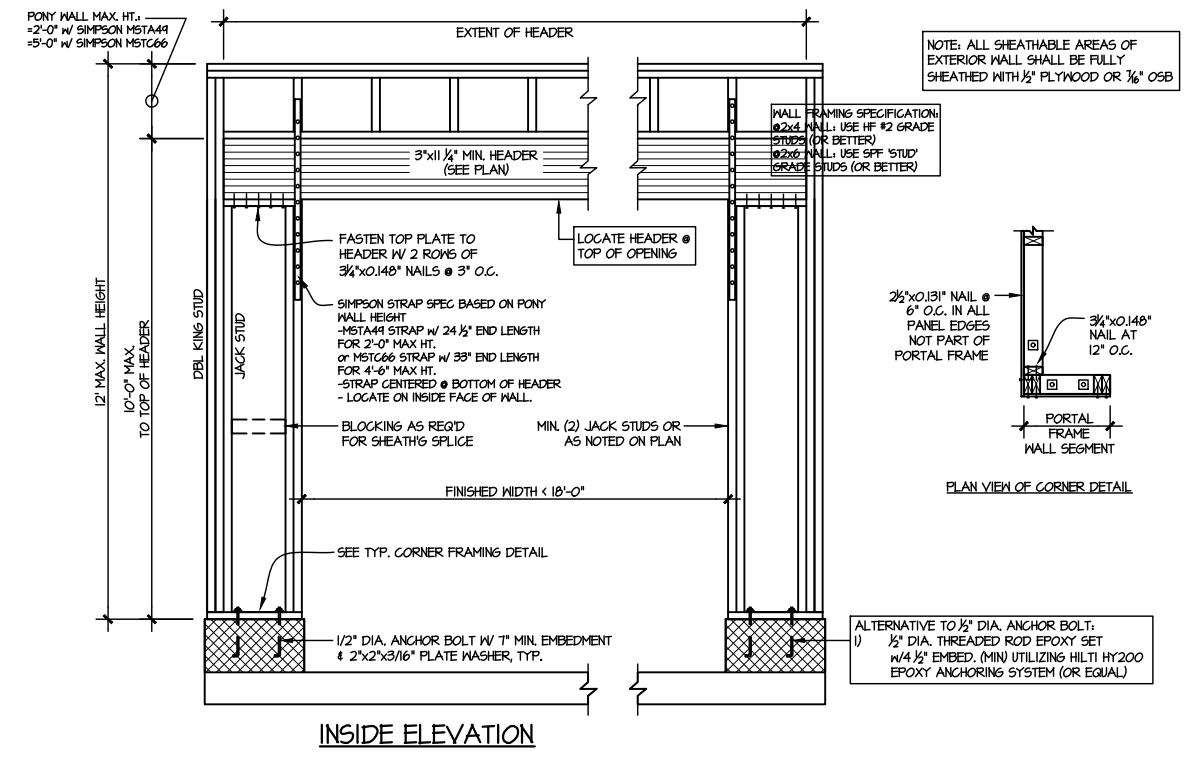 PONY WALL MAX. HT.:
=2'-0" W/ SIMPSON MSTA49
=5'-0" W/ SIMPSON MSTC66
EXTENT OF HEADER
NOTE: ALL SHEATHABLE AREAS OF
EXTERIOR WALL SHALL BE FULLY
SHEATHED WITH ½" PLYWOOD OR 7/16" OSB
WALL FRAMING SPECIFICATION:
@2x4 WALL: USE HF #2 GRADE
STUDS (OR BETTER)
@2x6 WALL: USE SPF 'STUD'
GRADE STUDS (OR BETTER)
3"x11 ¼" MIN. HEADER
(SEE PLAN)
FASTEN TOP PLATE TO
HEADER W/ 2 ROWS OF
3¼"x0.148" NAILS @ 3" O.C.
LOCATE HEADER @
TOP OF OPENING
12' MAX. WALL HEIGHT
10'-0" MAX.
TO TOP OF HEADER
DBL KING STUD
JACK STUD
SIMPSON STRAP SPEC BASED ON PONY
WALL HEIGHT
-MSTA49 STRAP W/ 24 ½" END LENGTH
FOR 2'-0" MAX HT.
or MSTC66 STRAP W/ 33" END LENGTH
FOR 4'-6" MAX HT.
-STRAP CENTERED @ BOTTOM OF HEADER
- LOCATE ON INSIDE FACE OF WALL.
BLOCKING AS REQ'D
FOR SHEATH'G SPLICE
MIN. (2) JACK STUDS OR
AS NOTED ON PLAN
FINISHED WIDTH < 18'-0"
SEE TYP. CORNER FRAMING DETAIL
1/2" DIA. ANCHOR BOLT W/ 7" MIN. EMBEDMENT
& 2"x2"x3/16" PLATE WASHER, TYP.
2½"x0.131" NAIL @
6" O.C. IN ALL
PANEL EDGES
NOT PART OF
PORTAL FRAME
3¼"x0.148"
NAIL AT
12" O.C.
PORTAL
FRAME
WALL SEGMENT
PLAN VIEW OF CORNER DETAIL
ALTERNATIVE TO ½" DIA. ANCHOR BOLT:
1) ½" DIA. THREADED ROD EPOXY SET
W/4 ½" EMBED. (MIN) UTILIZING HILTI HY200
EPOXY ANCHORING SYSTEM (OR EQUAL)
INSIDE ELEVATION